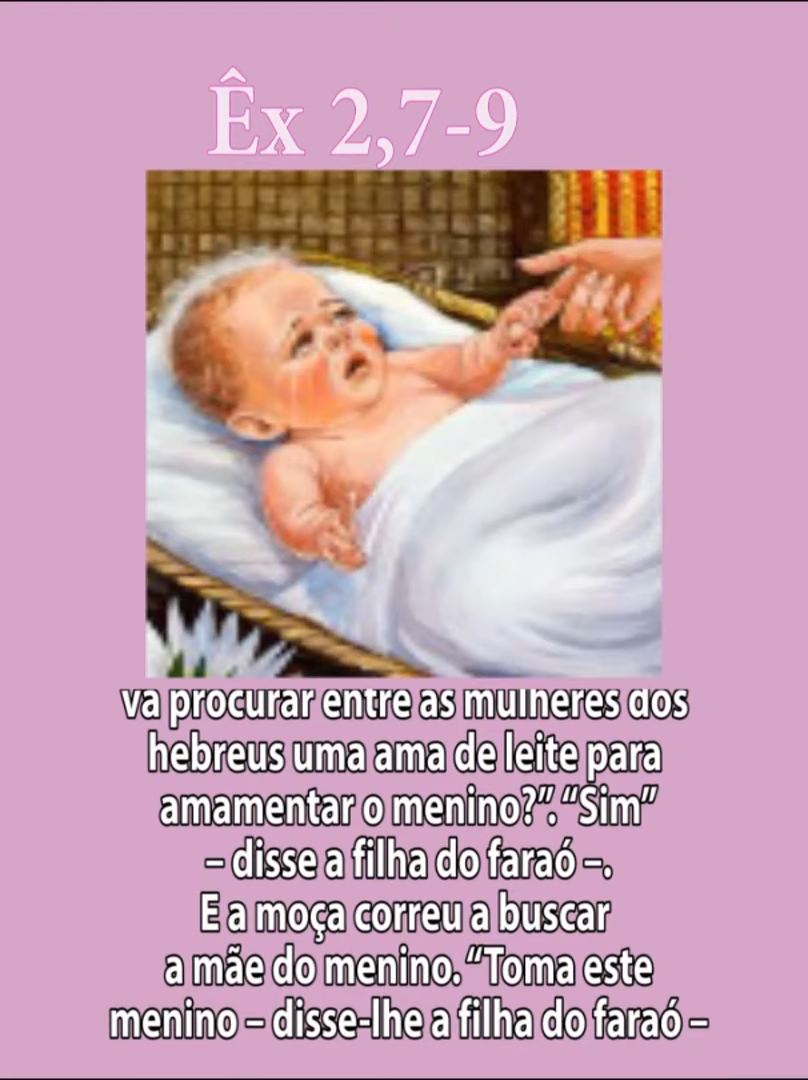 Êx 2,7-9
vá procurar entre as mulheres dos
hebreus uma ama de leite para
amamentar o menino?”. “Sim”
– disse a filha do faraó –.
E a moça correu a buscar
a mãe do menino. “Toma este
menino – disse-lhe a filha do faraó –